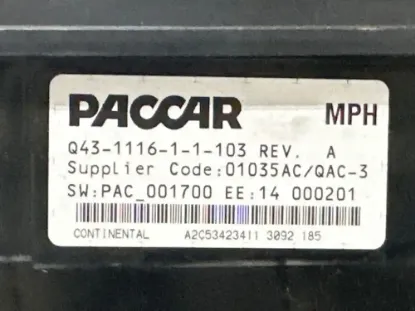 PACCAR MPH
Q43-1116-1-1-103 REV. A
Supplier Code:01035AC/QAC-3
SW:PAC_001700 EE:14 000201
CONTINENTAL A2C53423411 3092 185